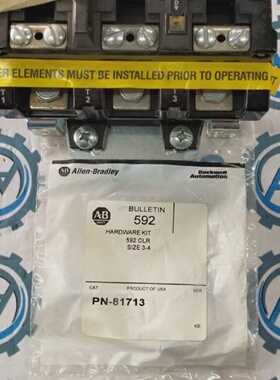 ER ELEMENTS MUST BE INSTALLED PRIOR TO OPERATING
T1 T2 T3
AB Allen-Bradley Rockwell Automation
AB BULLETIN
592
HARDWARE KIT
592 OLR
SIZE 3-4
CAT PRODUCT OF USA SER
PN-81713